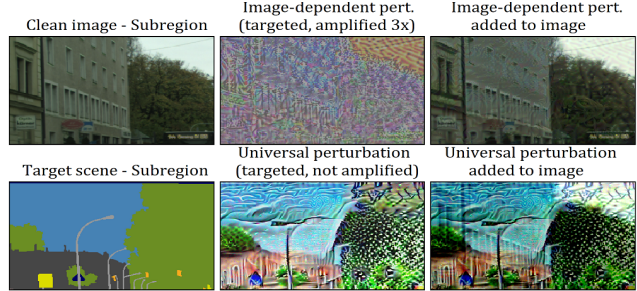 Clean image - Subregion
Image-dependent pert.
(targeted, amplified 3x)
Image-dependent pert.
added to image
Target scene - Subregion
Universal perturbation
(targeted, not amplified)
Universal perturbation
added to image